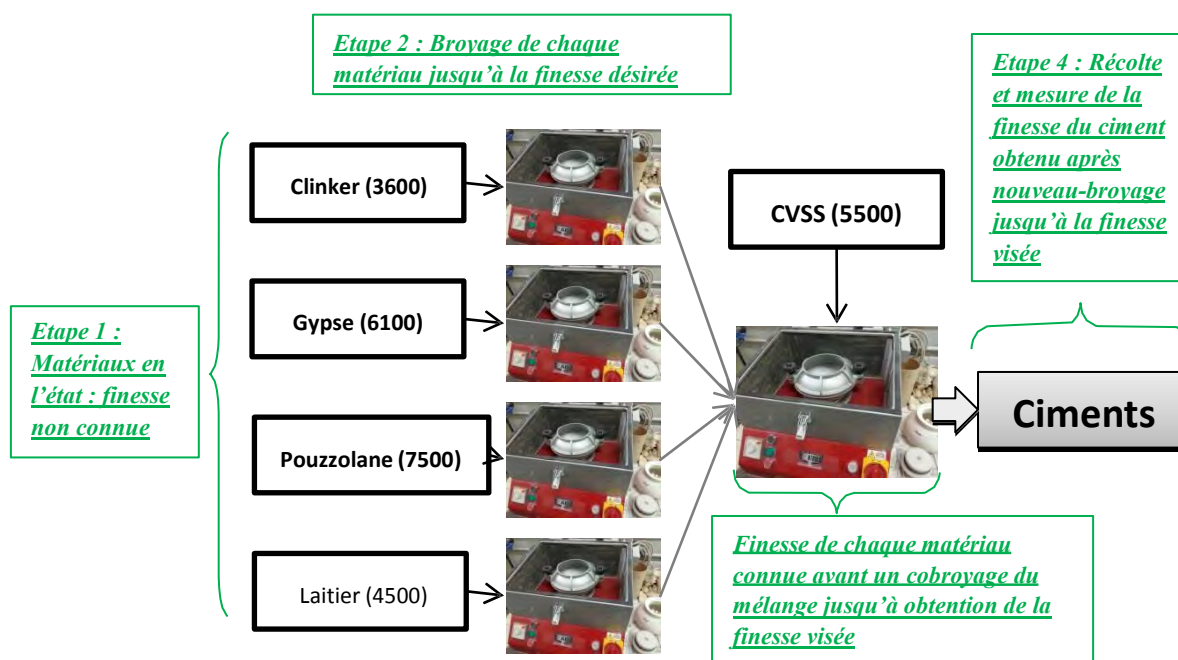 Etape 2 : Broyage de chaque
matériau jusqu’à la finesse désirée
Etape 4 : Récolte
et mesure de la
finesse du ciment
obtenu après
nouveau-broyage
jusqu’à la finesse
visée
Clinker (3600)
CVSS (5500)
Etape 1 :
Matériaux en
l’état : finesse
non connue
Gypse (6100)
Ciments
Pouzzolane (7500)
Laitier (4500)
Finesse de chaque matériau
connue avant un cobroyage du
mélange jusqu’à obtention de la
finesse visée